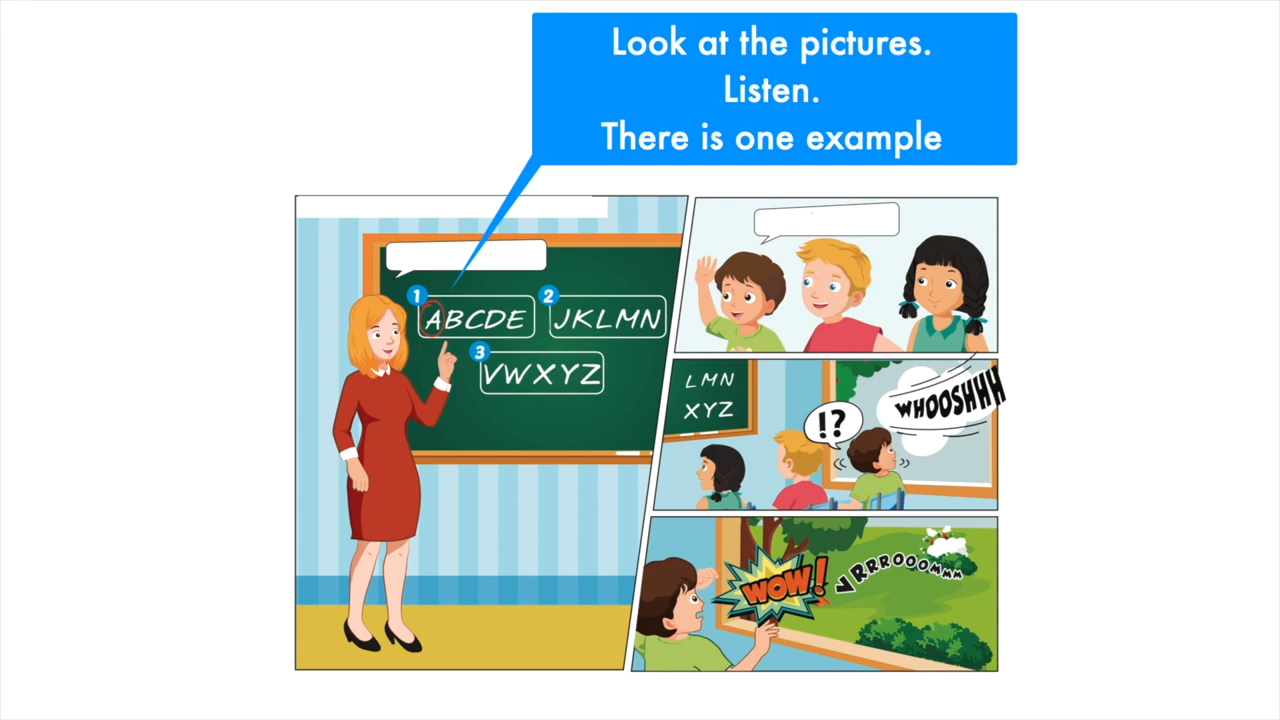 Look at the pictures.
Listen.
There is one example
1 ABCDE
2 JKLMN
3 VWXYZ
LMN
XYZ
!?
WHOOSHHH
WOW!
VRRROOOMMM